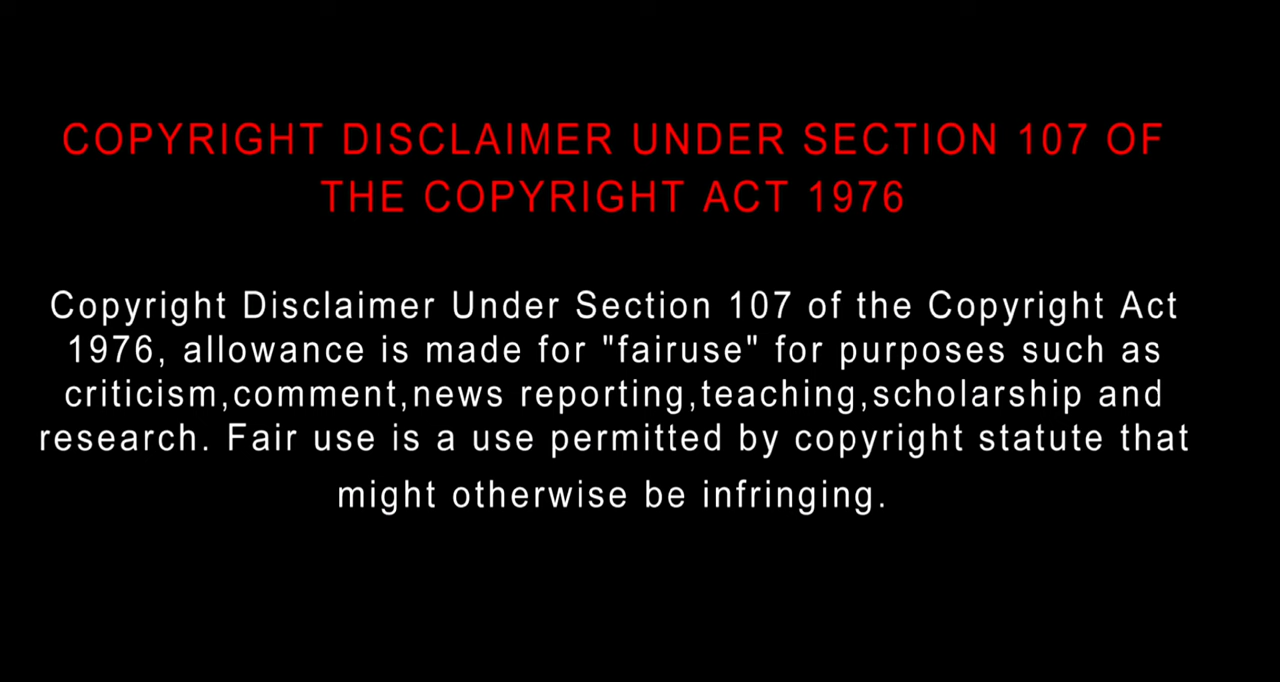 COPYRIGHT DISCLAIMER UNDER SECTION 107 OF
THE COPYRIGHT ACT 1976
Copyright Disclaimer Under Section 107 of the Copyright Act
1976, allowance is made for "fairuse" for purposes such as
criticism,comment,news reporting,teaching,scholarship and
research. Fair use is a use permitted by copyright statute that
might otherwise be infringing.